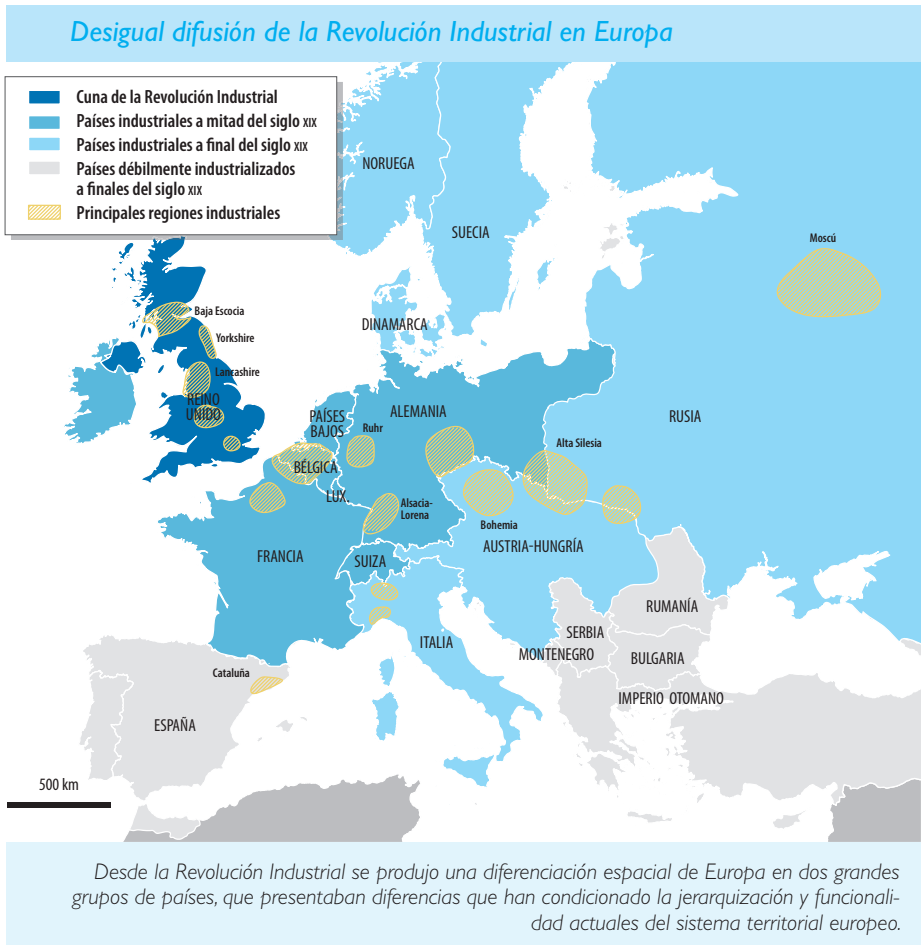 Desigual difusión de la Revolución Industrial en Europa
Cuna de la Revolución Industrial
Países industriales a mitad del siglo XIX
Países industriales a final del siglo XIX
Países débilmente industrializados
a finales del siglo XIX
Principales regiones industriales
NORUEGA
SUECIA
Moscú
Baja Escocia
DINAMARCA
Yorkshire
Lancashire
REINO
UNIDO
PAÍSES
BAJOS
ALEMANIA
RUSIA
Ruhr
Alta Silesia
BÉLGICA
LUX.
Alsacia-
Lorena
Bohemia
AUSTRIA-HUNGRÍA
FRANCIA
SUIZA
RUMANÍA
SERBIA
ITALIA
MONTENEGRO
BULGARIA
Cataluña
IMPERIO OTOMANO
ESPAÑA
500 km
Desde la Revolución Industrial se produjo una diferenciación espacial de Europa en dos grandes
grupos de países, que presentaban diferencias que han condicionado la jerarquización y funcionali-
dad actuales del sistema territorial europeo.